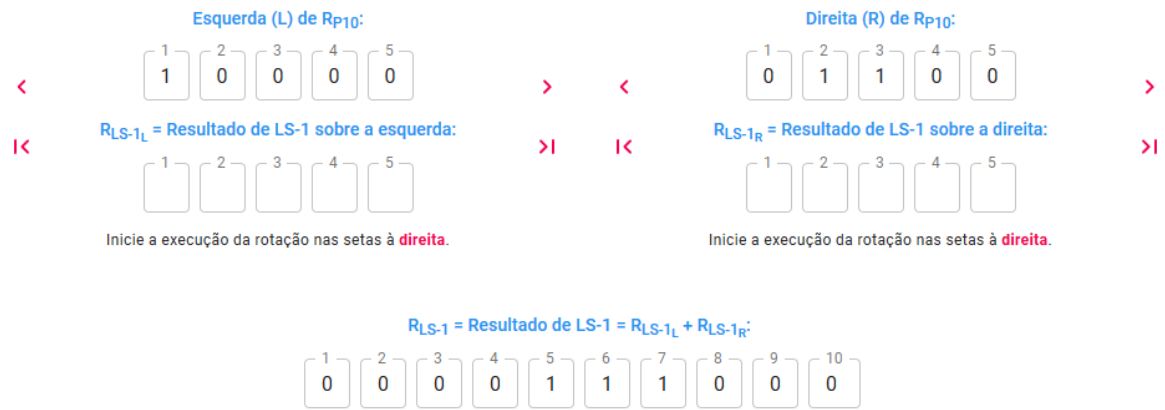 Esquerda (L) de RP10:
1 2 3 4 5
1 0 0 0 0
RLS-1L = Resultado de LS-1 sobre a esquerda:
1 2 3 4 5
Inicie a execução da rotação nas setas à direita.
Direita (R) de RP10:
1 2 3 4 5
0 1 1 0 0
RLS-1R = Resultado de LS-1 sobre a direita:
1 2 3 4 5
Inicie a execução da rotação nas setas à direita.
RLS-1 = Resultado de LS-1 = RLS-1L + RLS-1R:
1 2 3 4 5 6 7 8 9 10
0 0 0 0 1 1 1 0 0 0